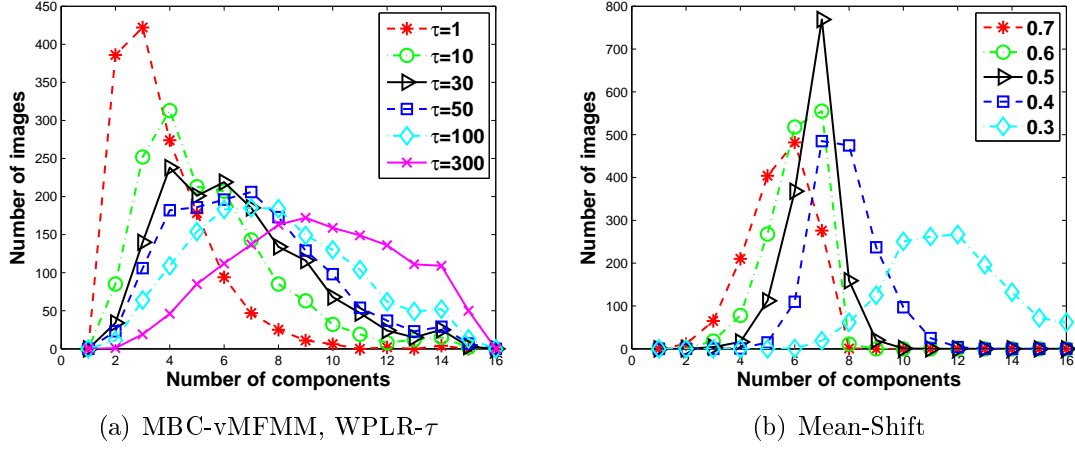 450
400
350
300
250
200
150
100
50
0
0 2 4 6 8 10 12 14 16
Number of images
Number of components
τ=1
τ=10
τ=30
τ=50
τ=100
τ=300
(a) MBC-vMFMM, WPLR-τ
800
700
600
500
400
300
200
100
0
0 2 4 6 8 10 12 14 16
Number of images
Number of components
0.7
0.6
0.5
0.4
0.3
(b) Mean-Shift